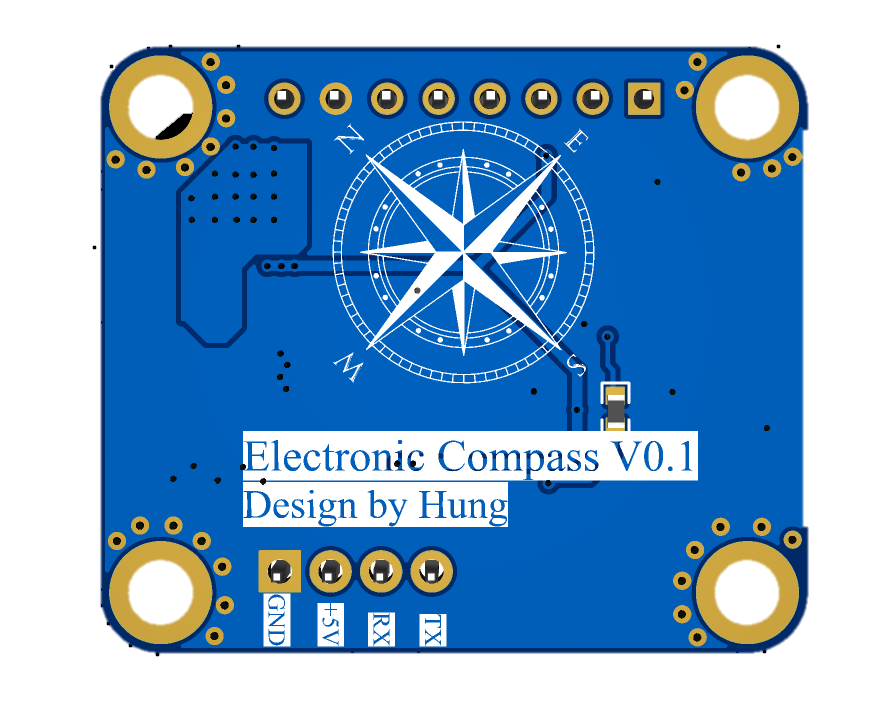 N
E
W
S
Electronic Compass V0.1
Design by Hung
GND
+5V
RX
TX